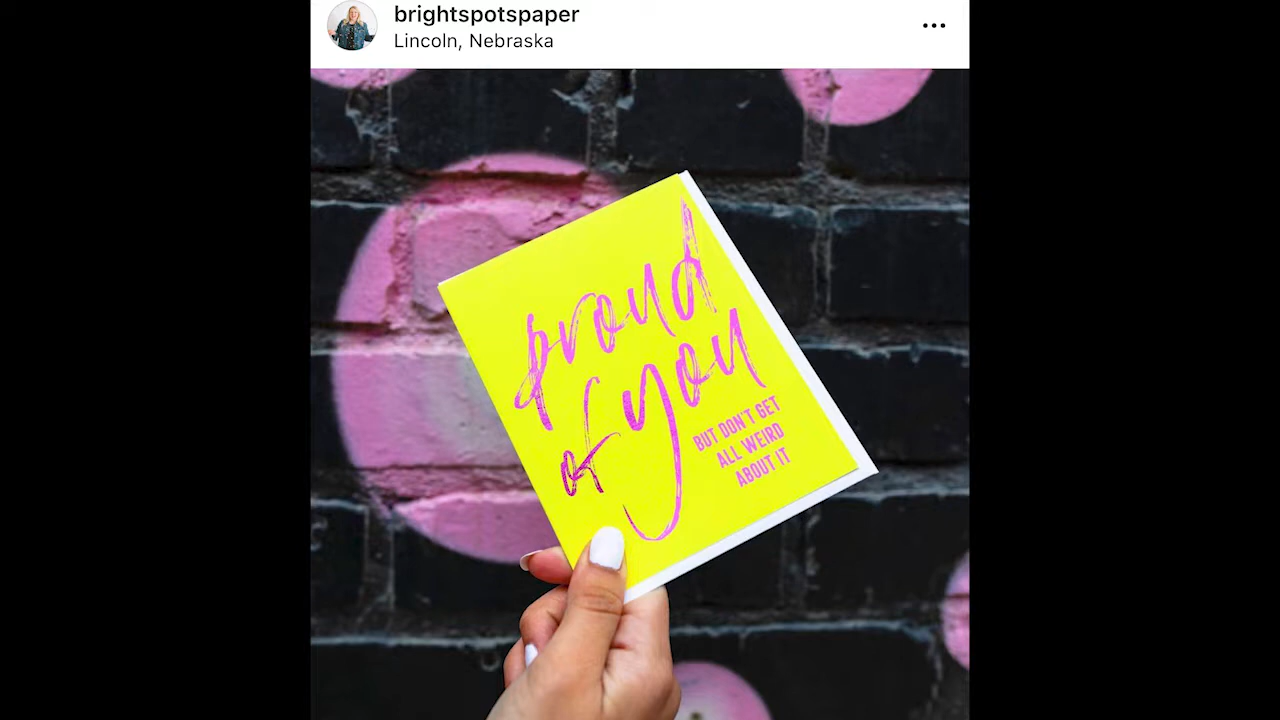 brightspotspaper
Lincoln, Nebraska
proud
of you
BUT DON'T GET
ALL WEIRD
ABOUT IT